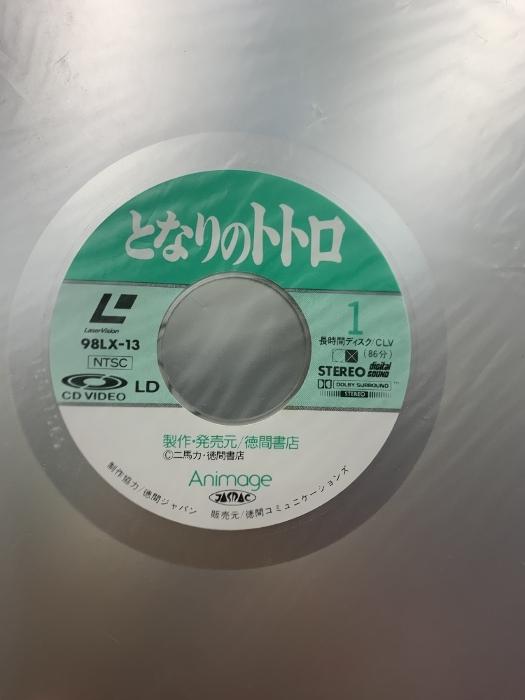 となりのトトロ
LaserVision
98LX-13
NTSC
CD VIDEO LD
1
長時間ディスク/CLV
(86分)
STEREO digital SOUND
DOLBY SURROUND
STEREO
製作・発売元/徳間書店
©二馬力・徳間書店
Animage
JASRAC
制作協力/徳間ジャパン 販売元/徳間コミュニケーションズ